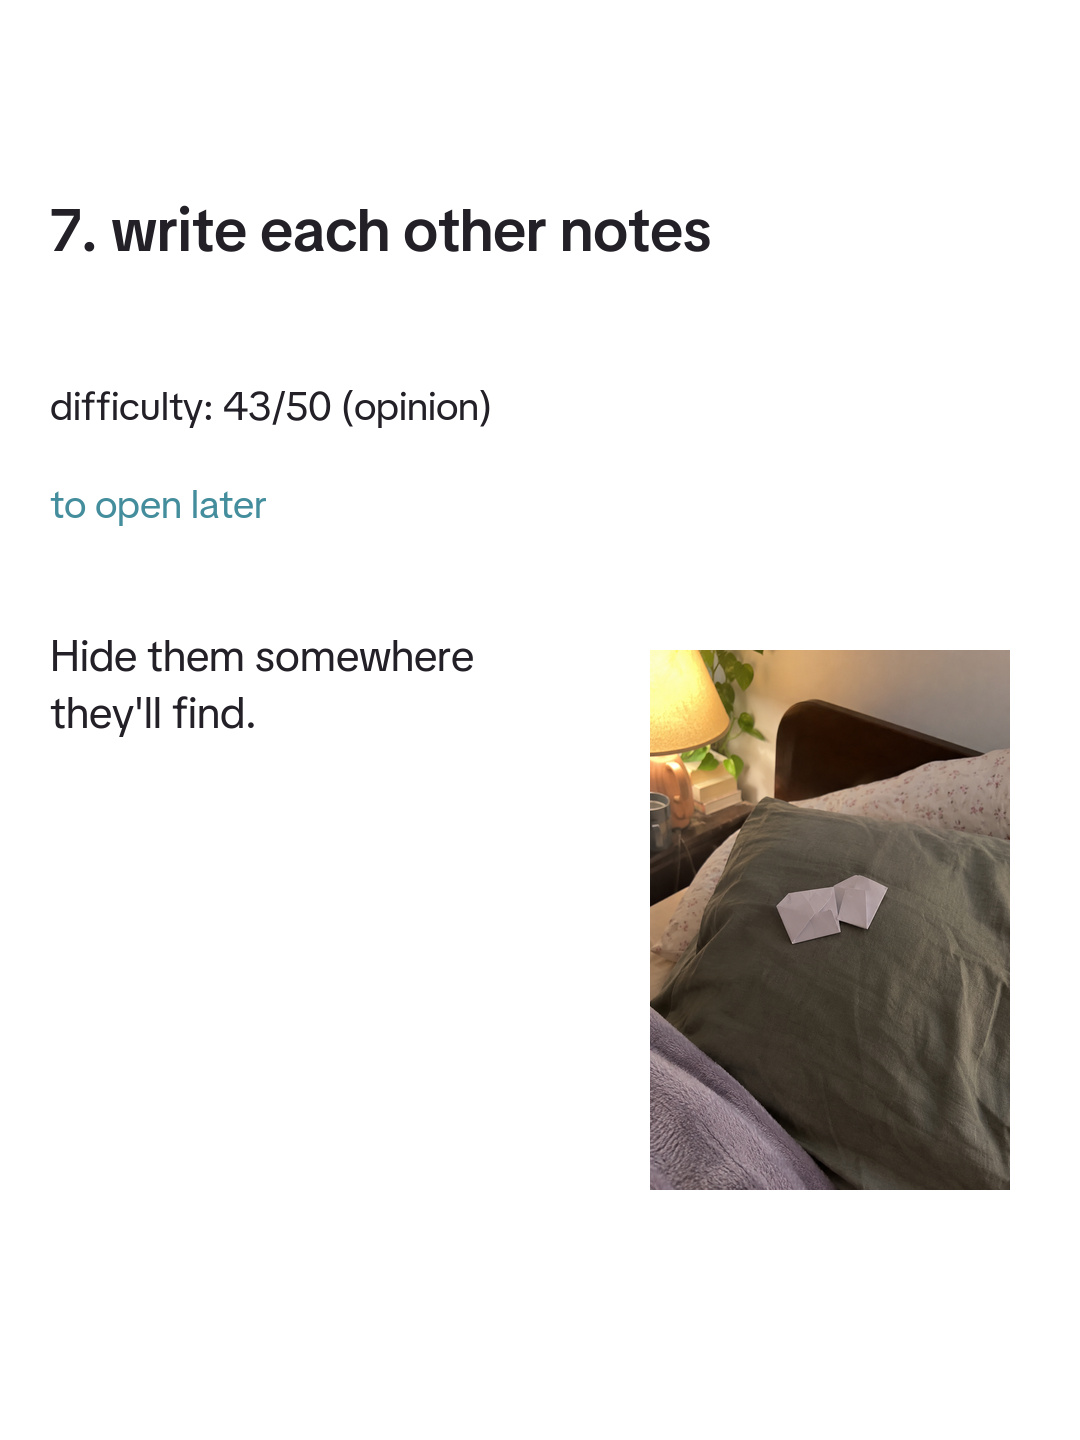 7. write each other notes
difficulty: 43/50 (opinion)
to open later
Hide them somewhere
they'll find.